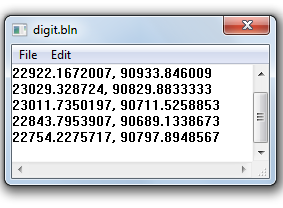 digit.bln
File Edit
22922.1672007, 90933.846009
23029.328724, 90829.8833333
23011.7350197, 90711.5258853
22843.7953907, 90689.1338673
22754.2275717, 90797.8948567